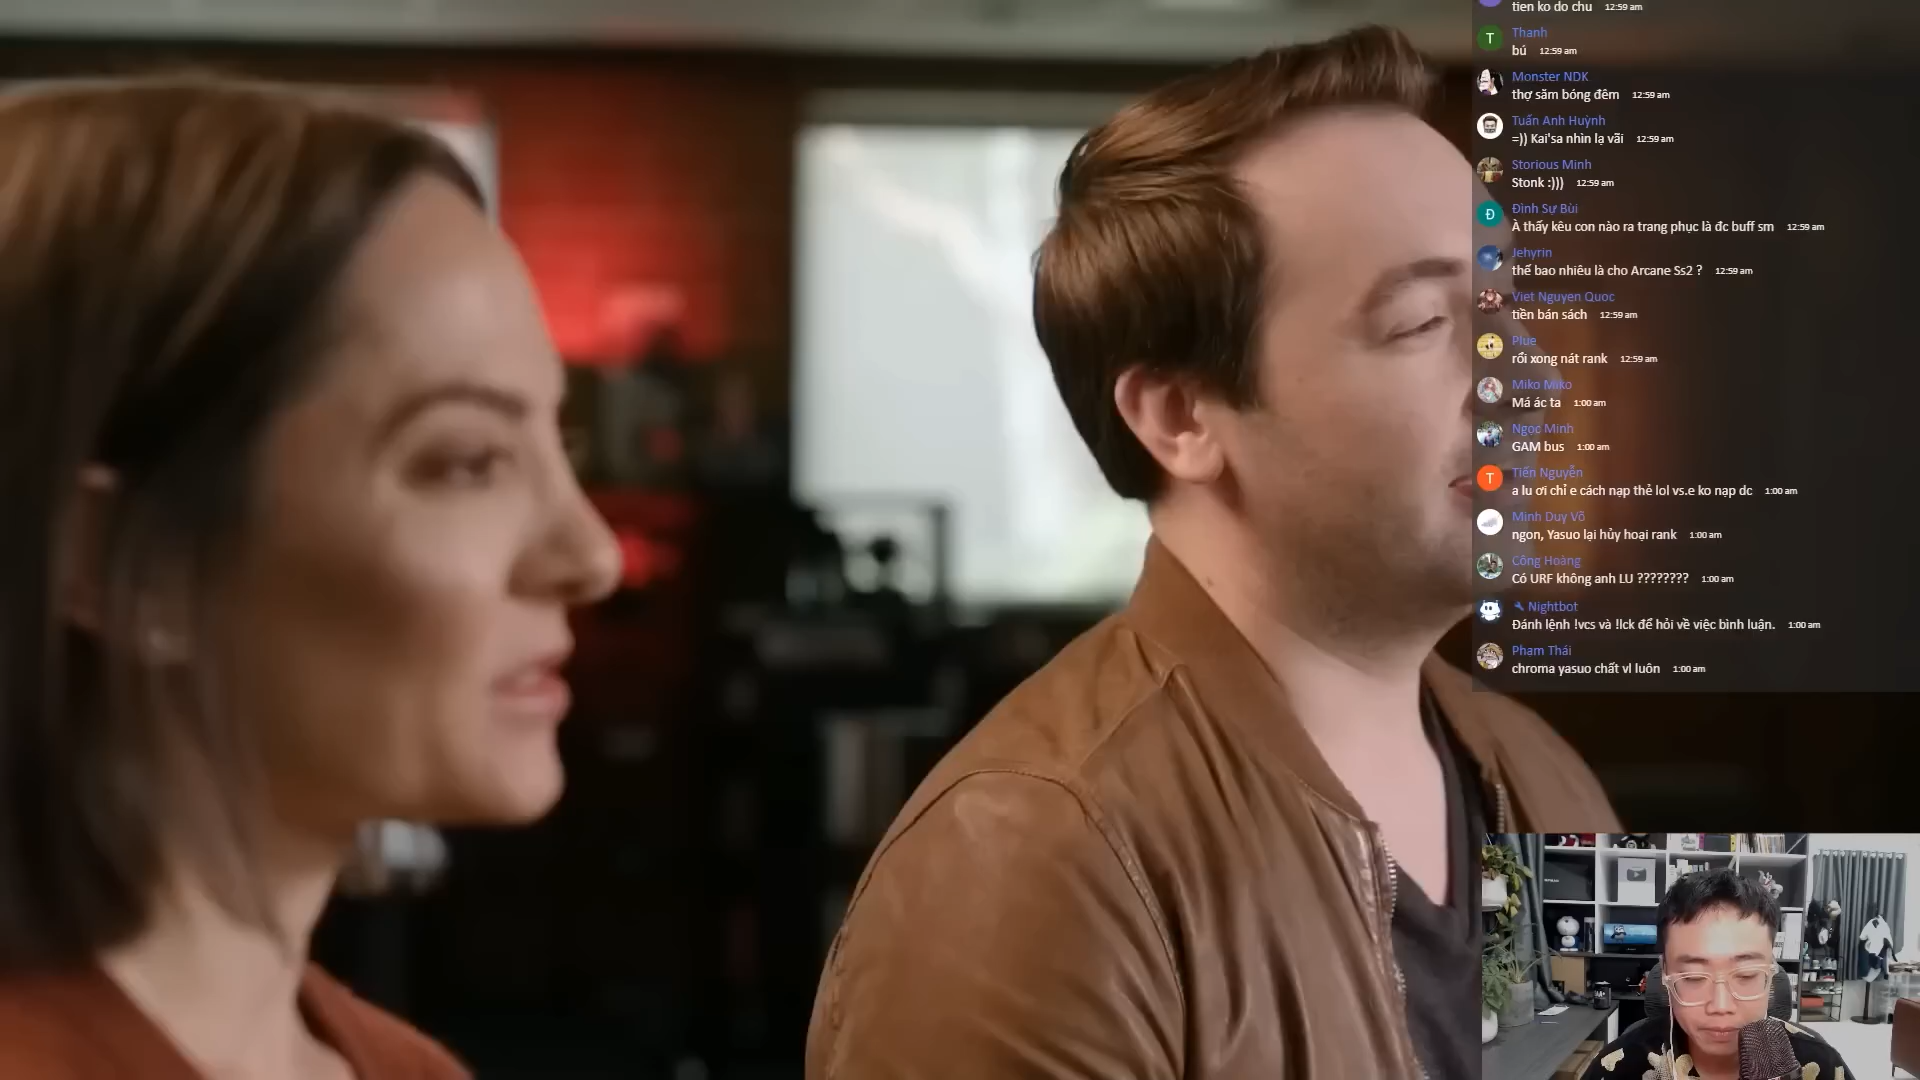 tien ko do chu 12:59 am
Thanh
bú 12:59 am
Monster NDK
thợ săm bóng đêm 12:59 am
Tuấn Anh Huỳnh
=)) Kai'sa nhìn lạ vãi 12:59 am
Storious Minh
Stonk :))) 12:59 am
Đình Sự Bùi
À thấy kêu con nào ra trang phục là đc buff sm 12:59 am
Jehyrin
thế bao nhiêu là cho Arcane Ss2 ? 12:59 am
Viet Nguyen Quoc
tiền bán sách 12:59 am
Plue
rồi xong nát rank 12:59 am
Miko Miko
Má ác ta 1:00 am
Ngọc Minh
GAM bus 1:00 am
Tiến Nguyễn
a lu ơi chỉ e cách nạp thẻ lol vs.e ko nạp dc 1:00 am
Minh Duy Võ
ngon, Yasuo lại hủy hoại rank 1:00 am
Công Hoàng
Có URF không anh LU ???????? 1:00 am
Nightbot
Đánh lệnh !vcs và !lck để hỏi về việc bình luận. 1:00 am
Phạm Thái
chroma yasuo chất vl luôn 1:00 am